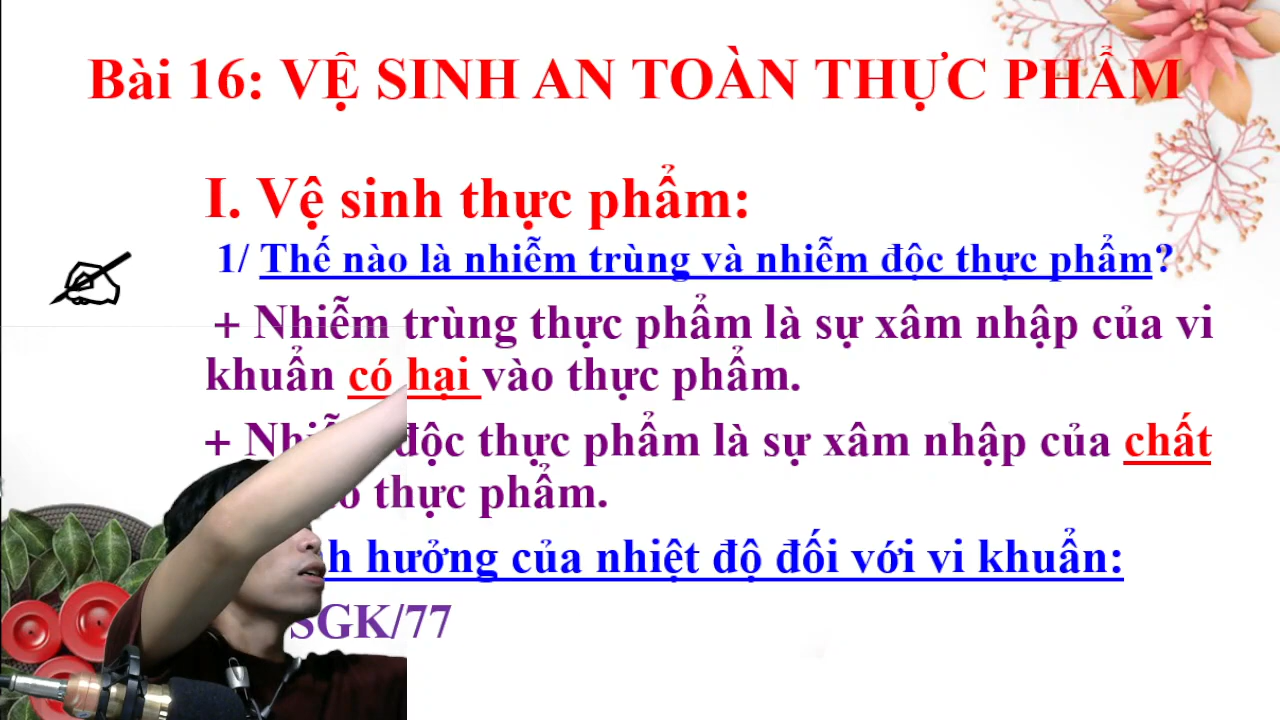 Bài 16: VỆ SINH AN TOÀN THỰC PHẨM
I. Vệ sinh thực phẩm:
1/ Thế nào là nhiễm trùng và nhiễm độc thực phẩm?
+ Nhiễm trùng thực phẩm là sự xâm nhập của vi
khuẩn có hại vào thực phẩm.
+ độc thực phẩm là sự xâm nhập của chất
thực phẩm.
hưởng của nhiệt độ đối với vi khuẩn:
SGK/77